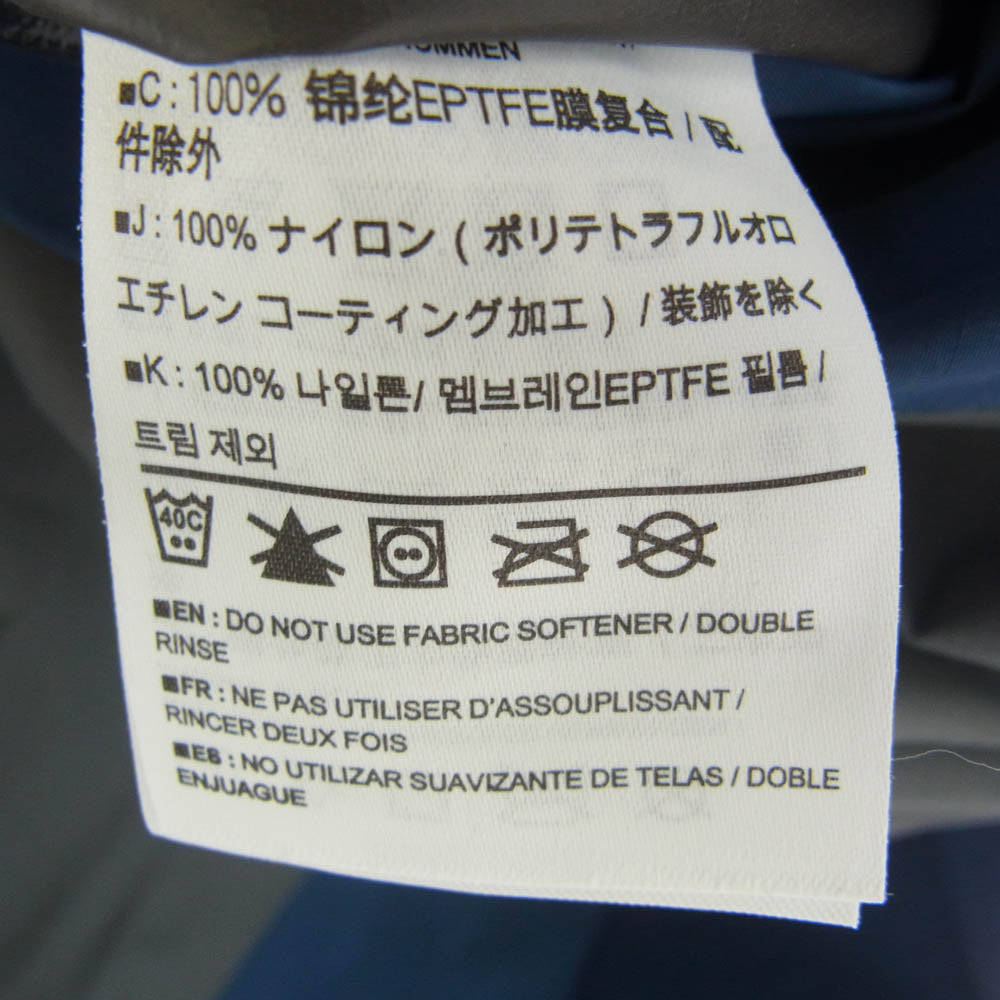 ■C : 100% 锦纶EPTFE膜复合 / 配
件除外
■J : 100% ナイロン ( ポリテトラフルオロ
エチレン コーティング加工 ) / 装飾を除く
■K : 100% 나일론/ 멤브레인EPTFE 필름 /
트림 제외
40C
■EN : DO NOT USE FABRIC SOFTENER / DOUBLE
RINSE
■FR : NE PAS UTILISER D'ASSOUPLISSANT /
RINCER DEUX FOIS
■ES : NO UTILIZAR SUAVIZANTE DE TELAS / DOBLE
ENJUAGUE